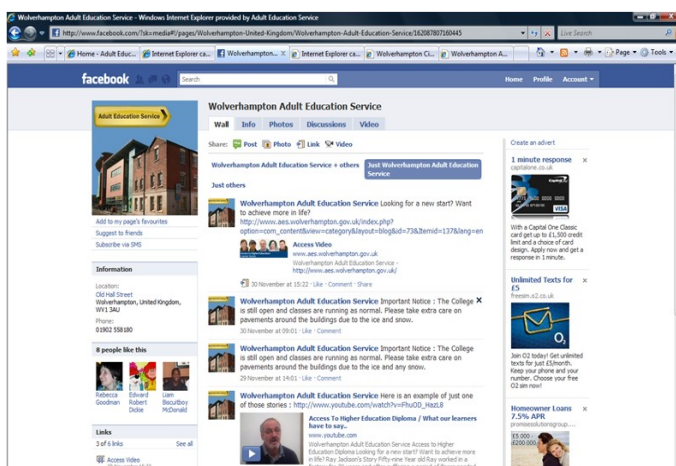 Wolverhampton Adult Education Service - Windows Internet Explorer provided by Adult Education Service
http://www.facebook.com/?sk=media#!/pages/Wolverhampton-United-Kingdom/Wolverhampton-Adult-Education-Service/162087807160445
Live Search
Home - Adult Educ...
Internet Explorer ca...
Wolverhampton...
Internet Explorer cae...
Wolverhampton Ci...
Wolverhampton A...
Page
Tools
facebook
Search
Home Profile Account
Adult Education Service
Add to my page's favourites
Suggest to friends
Subscribe via SMS
Information
Location:
Old Hall Street
Wolverhampton, United Kingdom,
WV1 3AU
Phone:
01902 558180
8 people like this
Rebecca Goodman
Edward Robert Dickie
Liam Biscuitboy McDonald
Links
3 of 6 links See all
Access Video
Wolverhampton Adult Education Service
Wall Info Photos Discussions Video
Share: Post Photo Link Video
Wolverhampton Adult Education Service + others
Just Wolverhampton Adult Education
Service
Just others
Wolverhampton Adult Education Service Looking for a new start? Want
to achieve more in life?
http://www.aes.wolverhampton.gov.uk/index.php?
option=com_content&view=category&layout=blog&id=73&Itemid=137&lang=en
Access Video
www.aes.wolverhampton.gov.uk
Wolverhampton Adult Education Service -
http://www.aes.wolverhampton.gov.uk/
30 November at 15:22 · Like · Comment · Share
Wolverhampton Adult Education Service Important Notice : The College
is still open and classes are running as normal. Please take extra care on
pavements around the buildings due to the ice and snow.
30 November at 09:01 · Like · Comment
Wolverhampton Adult Education Service Important Notice : The College
is still open and classes are running as normal. Please take extra care on
pavements around the buildings due to the ice and any snow.
29 November at 14:01 · Like · Comment
Wolverhampton Adult Education Service Here is an example of just one
of those stories : http://www.youtube.com/watch?v=FhuOD_HazL8
Access To Higher Education Diploma / What our learners
have to say..
www.youtube.com
Wolverhampton Adult Education Service Access to Higher
Education Diploma Looking for a new start? Want to achieve more
in life? Ray Jackson's Story Fifty-nine Year old Ray worked in a
Create an advert
1 minute response
capitalone.co.uk
With a Capital One Classic
card get up to £1,500 credit
limit and a choice of card
design. Apply now and get a
response in 1 minute.
Unlimited Texts for
£5
freesim.o2.co.uk
O2
Join O2 today! Get unlimited
texts for just £5/month.
Keep your phone and your
number. Choose your free
O2 sim now!
Homeowner Loans
7.5% APR
promisesolutionsgroup....
£5,000 -
£200,000